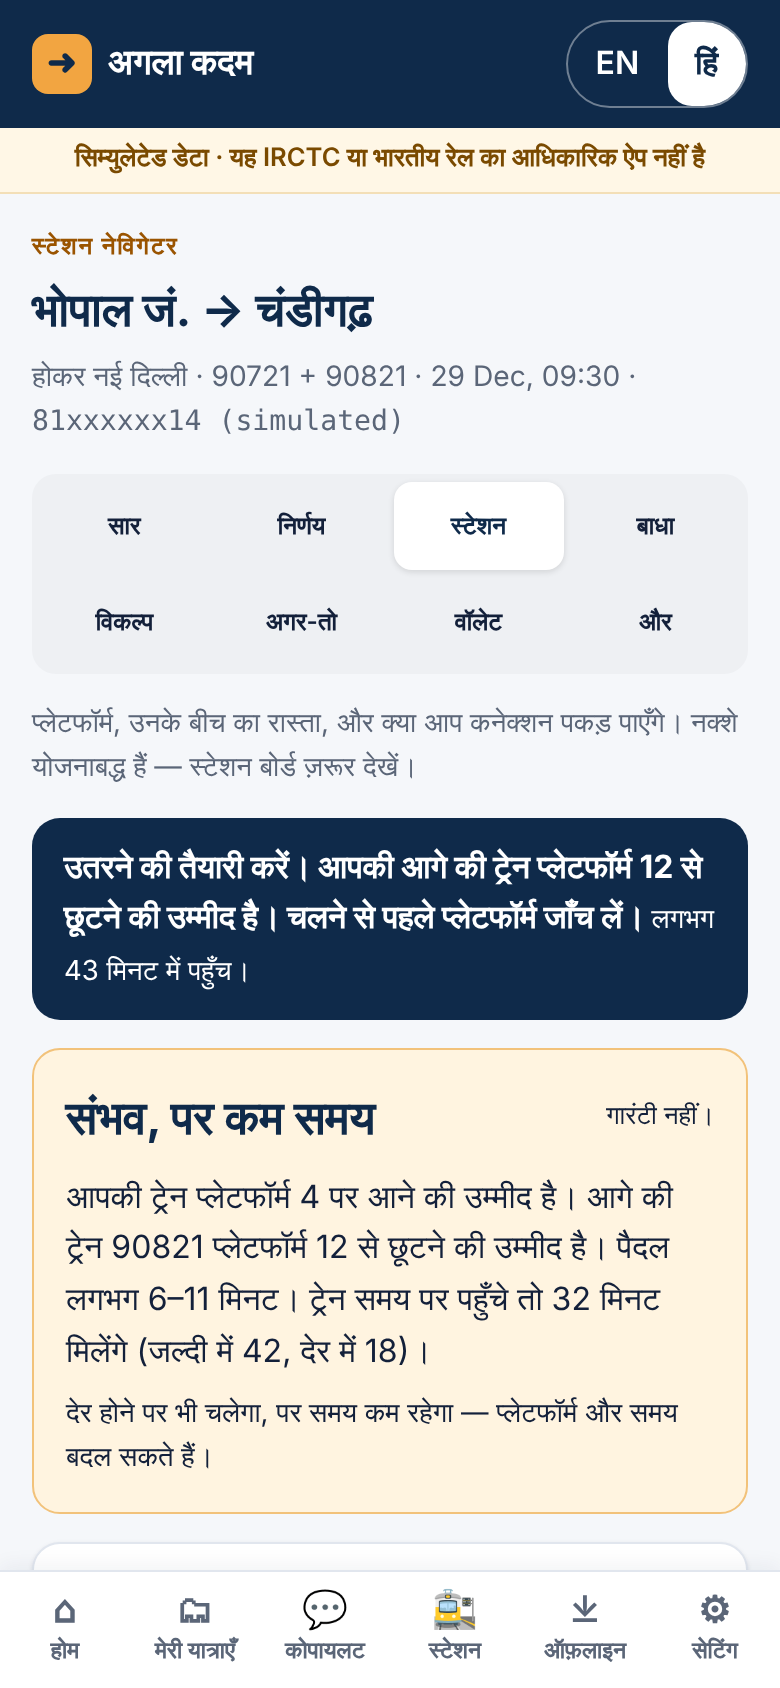 अगला कदम
EN
हिं
सिम्युलेटेड डेटा · यह IRCTC या भारतीय रेल का आधिकारिक ऐप नहीं है
स्टेशन नेविगेटर
भोपाल जं. → चंडीगढ़
होकर नई दिल्ली · 90721 + 90821 · 29 Dec, 09:30 ·
81xxxxxx14 (simulated)
सार निर्णय स्टेशन बाधा
विकल्प अगर-तो वॉलेट और
प्लेटफॉर्म, उनके बीच का रास्ता, और क्या आप कनेक्शन पकड़ पाएँगे। नक्शे
योजनाबद्ध हैं — स्टेशन बोर्ड ज़रूर देखें।
उतरने की तैयारी करें। आपकी आगे की ट्रेन प्लेटफॉर्म 12 से
छूटने की उम्मीद है। चलने से पहले प्लेटफॉर्म जाँच लें। लगभग
43 मिनट में पहुँच।
संभव, पर कम समय
गारंटी नहीं।
आपकी ट्रेन प्लेटफॉर्म 4 पर आने की उम्मीद है। आगे की
ट्रेन 90821 प्लेटफॉर्म 12 से छूटने की उम्मीद है। पैदल
लगभग 6–11 मिनट। ट्रेन समय पर पहुँचे तो 32 मिनट
मिलेंगे (जल्दी में 42, देर में 18)।
देर होने पर भी चलेगा, पर समय कम रहेगा — प्लेटफॉर्म और समय
बदल सकते हैं।
होम मेरी यात्राएँ कोपायलट स्टेशन ऑफ़लाइन सेटिंग